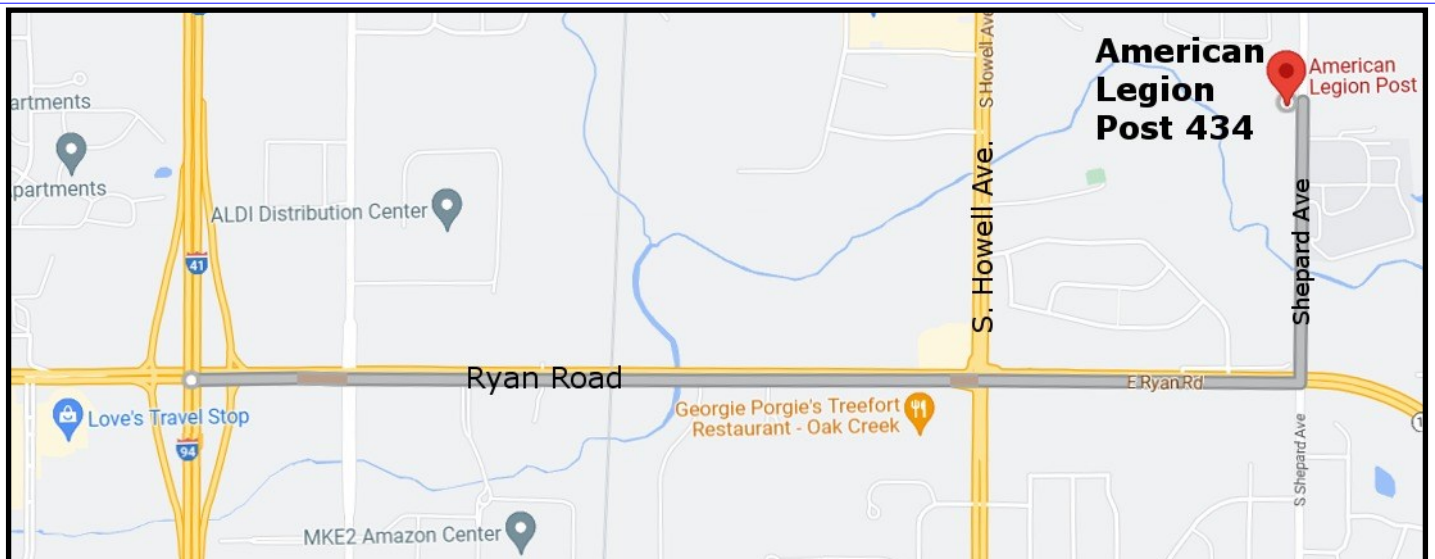 S Howell Ave
American
Legion
Post 434
American
Legion Post
artments
partments
ALDI Distribution Center
41
S. Howell Ave.
Shepard Ave
Ryan Road
E Ryan Rd
Love's Travel Stop
Georgie Porgie's Treefort
Restaurant - Oak Creek
94
S Shepard Ave
MKE2 Amazon Center